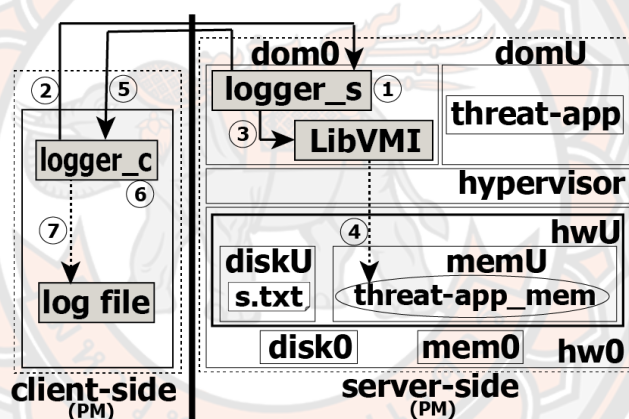 dom0
domU
②
⑤
logger_s
①
threat-app
③
LibVMI
logger_c
⑥
hypervisor
⑦
④
hwU
diskU
memU
s.txt
threat-app_mem
log file
disk0
mem0
hw0
client-side
(PM)
server-side
(PM)